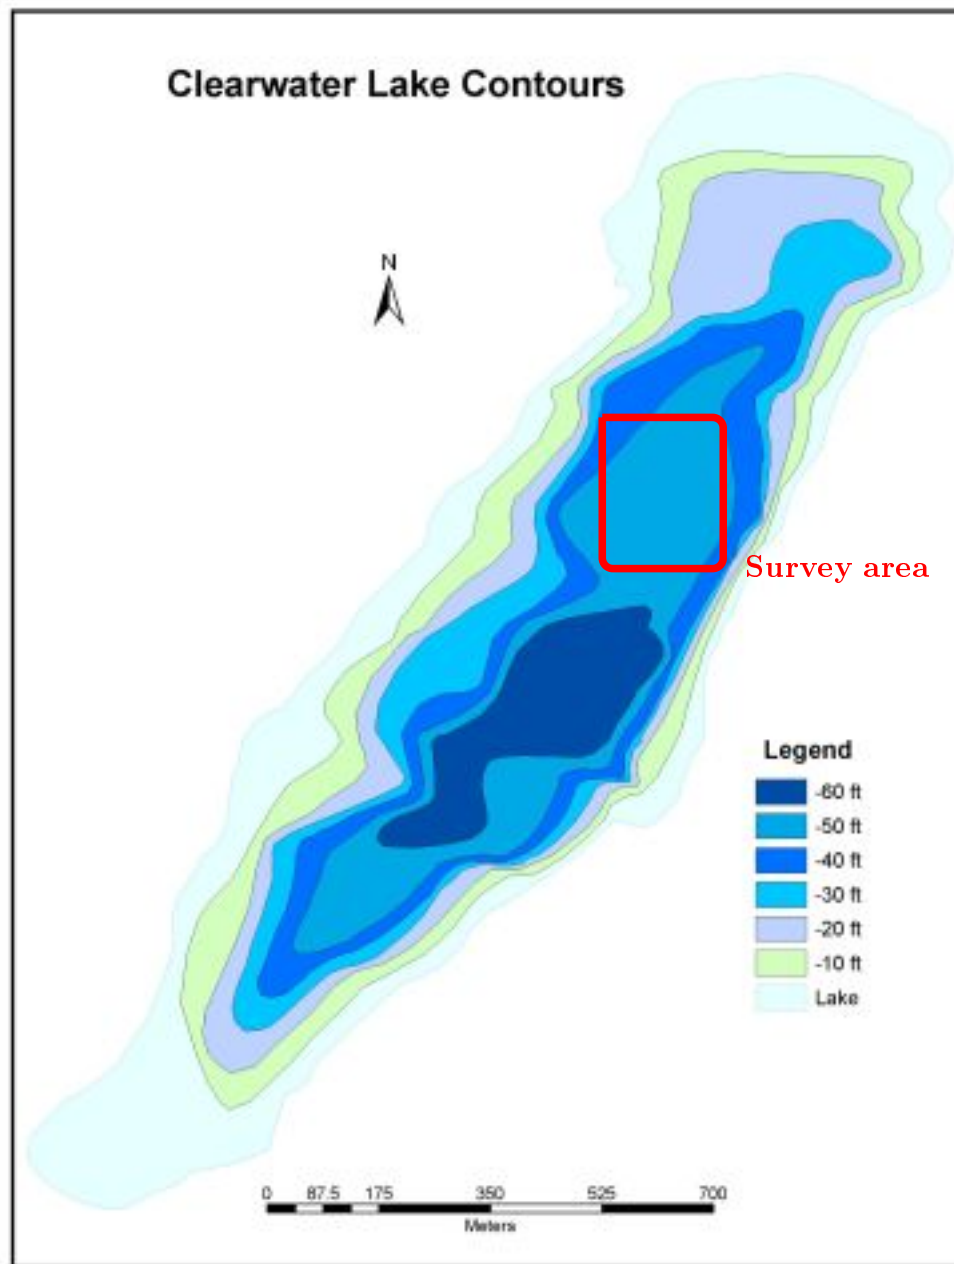 Clearwater Lake Contours
N
Survey area
Legend
-60 ft
-50 ft
-40 ft
-30 ft
-20 ft
-10 ft
Lake
0 87.5 175 350 525 700
Meters